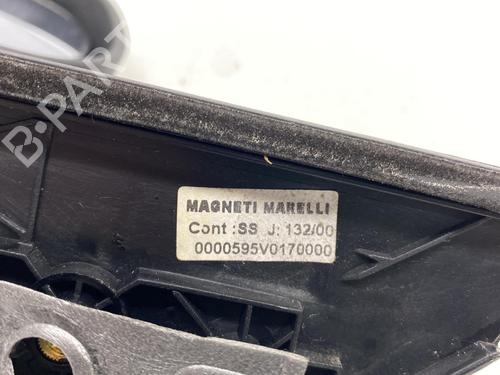 B-PARTS
MAGNETI MARELLI
Cont :SS J: 132/00
0000595V0170000